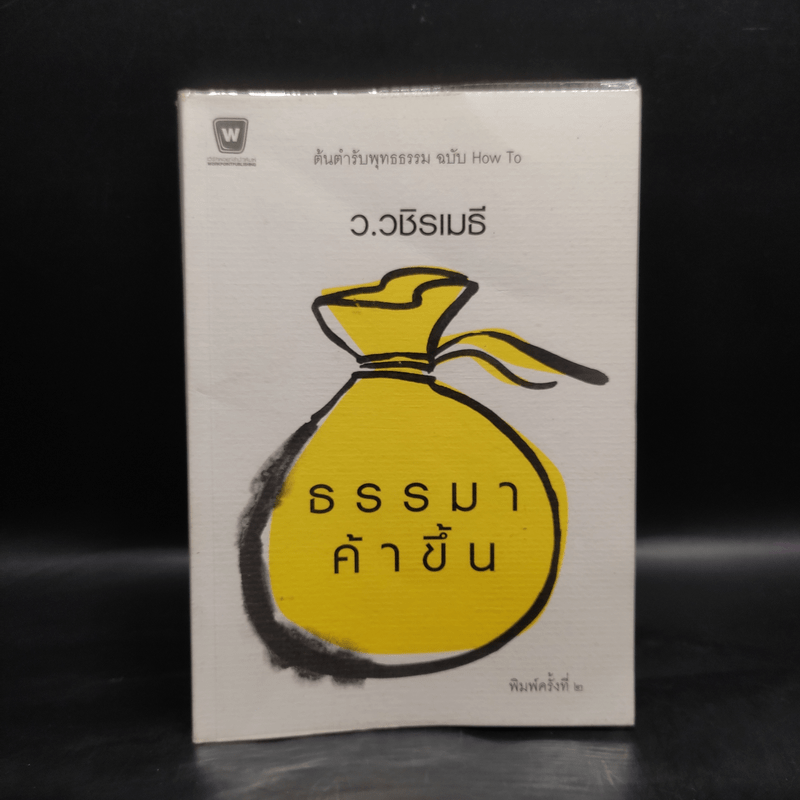 W
ต้นตำรับพุทธธรรม ฉบับ How To
ว.วชิรเมธี
ธรรมา
ค้าขึ้น
พิมพ์ครั้งที่ ๒